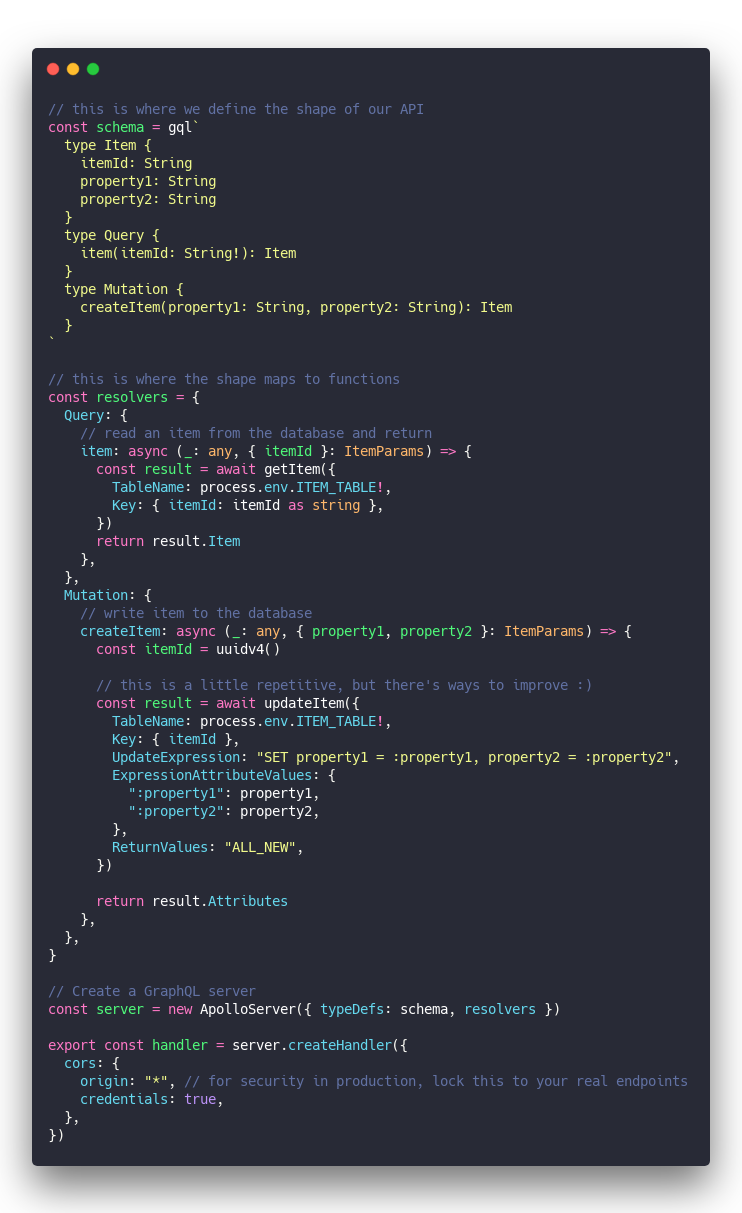 // this is where we define the shape of our API
const schema = gql`
  type Item {
    itemId: String
    property1: String
    property2: String
  }
  type Query {
    item(itemId: String!): Item
  }
  type Mutation {
    createItem(property1: String, property2: String): Item
  }
`

// this is where the shape maps to functions
const resolvers = {
  Query: {
    // read an item from the database and return
    item: async (_: any, { itemId }: ItemParams) => {
      const result = await getItem({
        TableName: process.env.ITEM_TABLE!,
        Key: { itemId: itemId as string },
      })
      return result.Item
    },
  },
  Mutation: {
    // write item to the database
    createItem: async (_: any, { property1, property2 }: ItemParams) => {
      const itemId = uuidv4()

      // this is a little repetitive, but there's ways to improve :)
      const result = await updateItem({
        TableName: process.env.ITEM_TABLE!,
        Key: { itemId },
        UpdateExpression: "SET property1 = :property1, property2 = :property2",
        ExpressionAttributeValues: {
          ":property1": property1,
          ":property2": property2,
        },
        ReturnValues: "ALL_NEW",
      })

      return result.Attributes
    },
  },
}

// Create a GraphQL server
const server = new ApolloServer({ typeDefs: schema, resolvers })

export const handler = server.createHandler({
  cors: {
    origin: "*", // for security in production, lock this to your real endpoints
    credentials: true,
  },
})